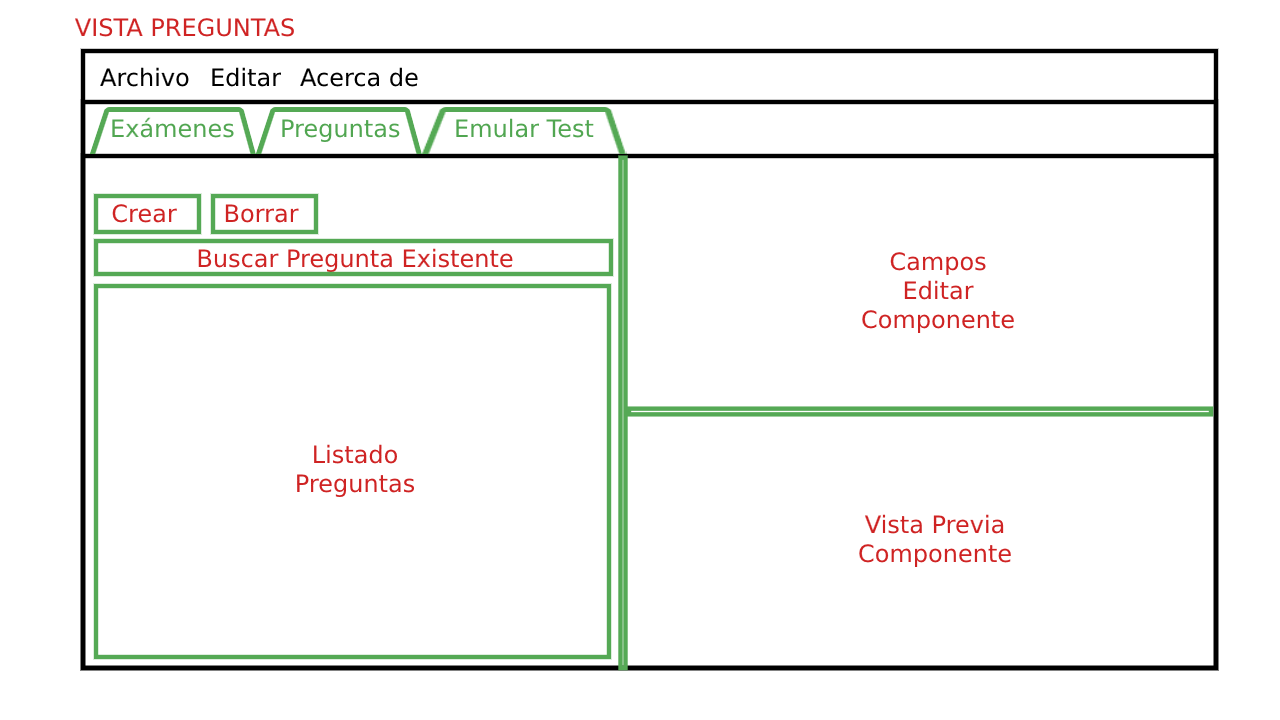 VISTA PREGUNTAS
Archivo Editar Acerca de
Exámenes Preguntas Emular Test
Crear Borrar
Buscar Pregunta Existente
Listado
Preguntas
Campos
Editar
Componente
Vista Previa
Componente